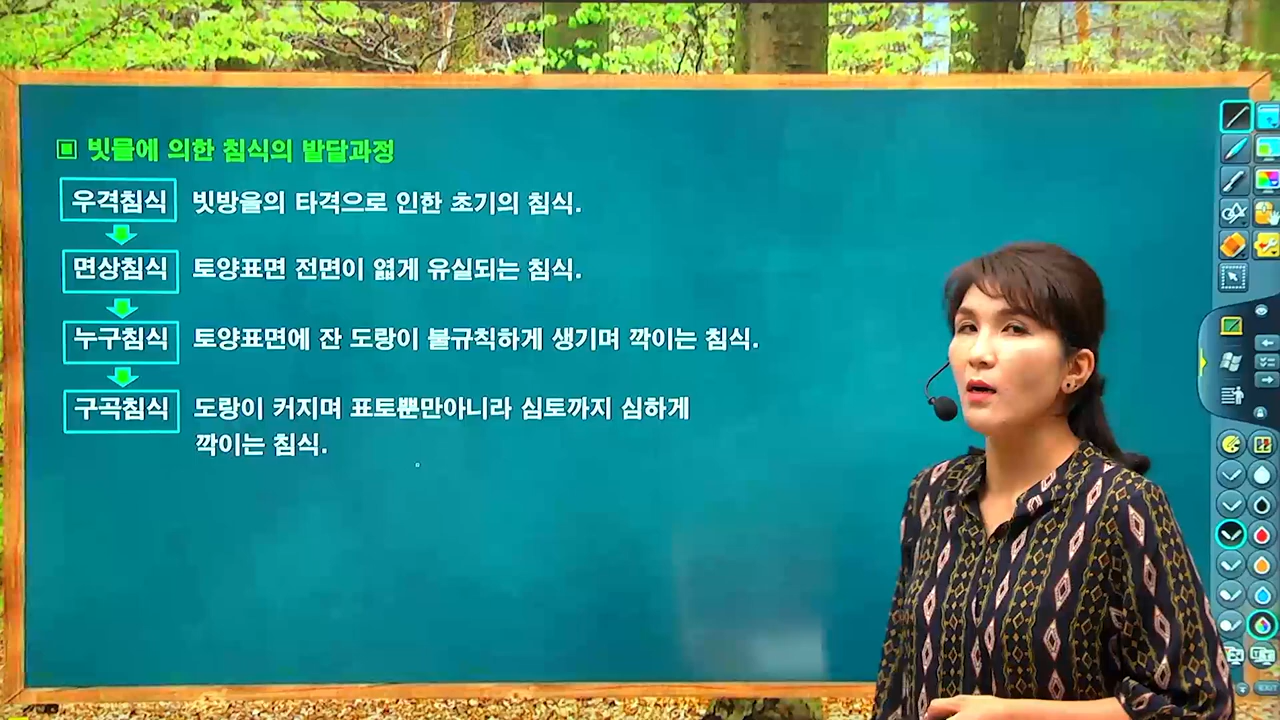 빗물에 의한 침식의 발달과정
우격침식 빗방울의 타격으로 인한 초기의 침식.
면상침식 토양표면 전면이 엷게 유실되는 침식.
누구침식 토양표면에 잔 도랑이 불규칙하게 생기며 깍이는 침식.
구곡침식 도랑이 커지며 표토뿐만아니라 심토까지 심하게
깍이는 침식.
EXIT